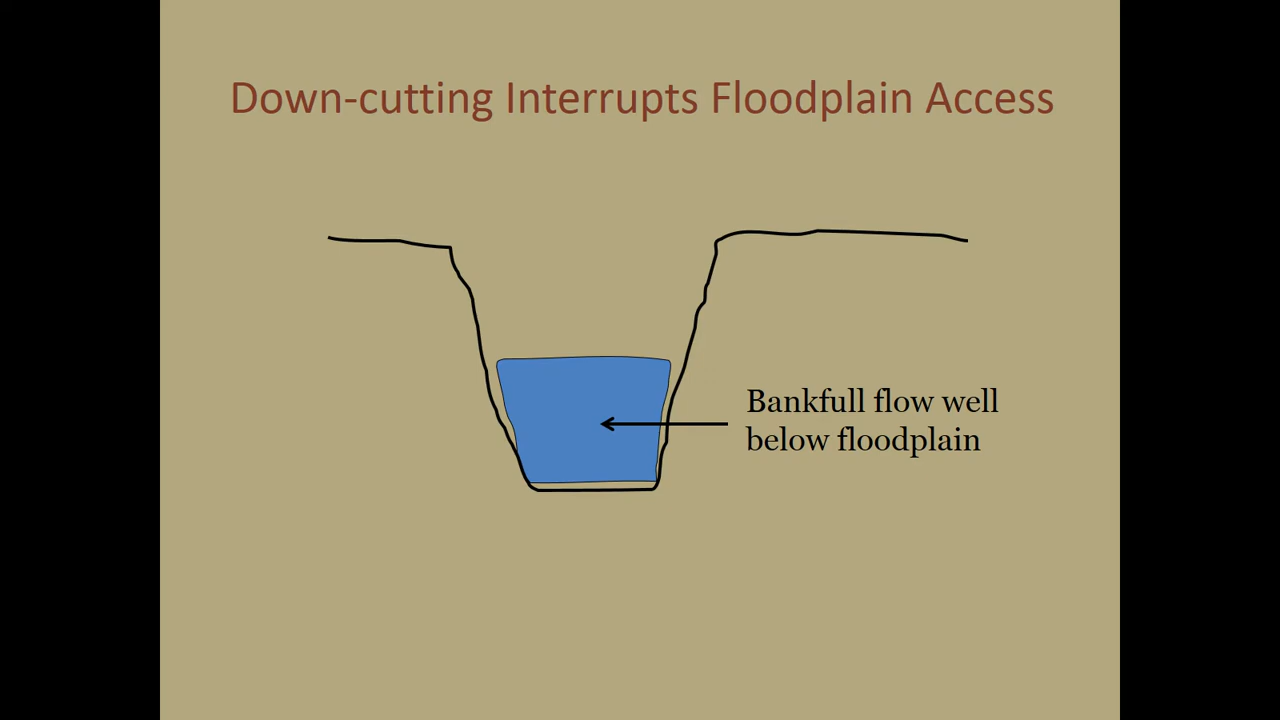 Down-cutting Interrupts Floodplain Access
Bankfull flow well
below floodplain